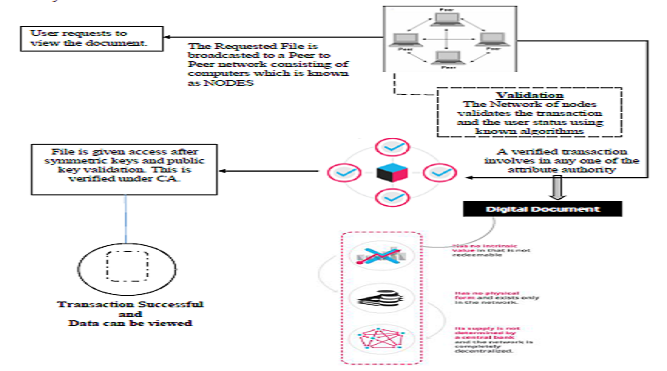 User requests to
view the document.
The Requested File is
broadcasted to a Peer to
Peer network consisting of
computers which is known
as NODES
Peer
Peer
Peer
Peer
Validation
The Network of nodes
validates the transaction
and the user status using
known algorithms
File is given access after
symmetric keys and public
key validation. This is
verified under CA.
A verified transaction
involves in any one of the
attribute authority
Digital Document
Has no intrinsic
value in that is not
redeemable
Has no physical
form and exists only
in the network.
Its supply is not
determined by
a central bank
and the network is
completely
decentralized.
Transaction Successful
and
Data can be viewed